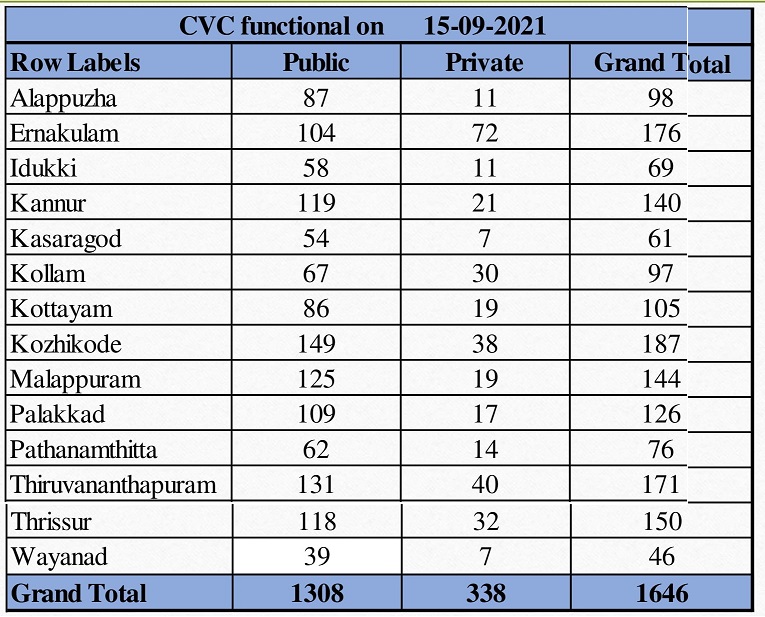 CVC functional on 15-09-2021
Row Labels Public Private Grand Total
Alappuzha 87 11 98
Ernakulam 104 72 176
Idukki 58 11 69
Kannur 119 21 140
Kasaragod 54 7 61
Kollam 67 30 97
Kottayam 86 19 105
Kozhikode 149 38 187
Malappuram 125 19 144
Palakkad 109 17 126
Pathanamthitta 62 14 76
Thiruvananthapuram 131 40 171
Thrissur 118 32 150
Wayanad 39 7 46
Grand Total 1308 338 1646